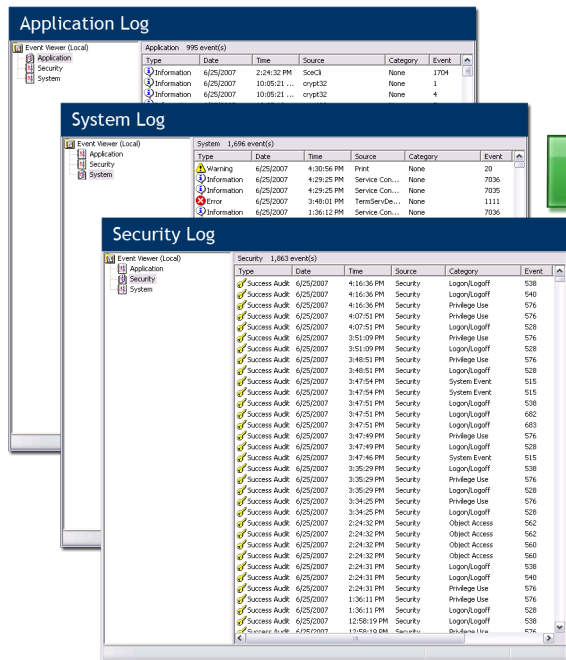 Application Log
Event Viewer (Local)
Application
Security
System
Application 995 event(s)
Type Date Time Source Category Event
Information 6/25/2007 2:24:32 PM SceCli None 1704
Information 6/25/2007 10:05:21 ... crypt32 None 1
Information 6/25/2007 10:05:21 ... crypt32 None 4
System Log
Event Viewer (Local)
Application
Security
System
System 1,696 event(s)
Type Date Time Source Category Event
Warning 6/25/2007 4:30:56 PM Print None 20
Information 6/25/2007 4:29:25 PM Service Con... None 7036
Information 6/25/2007 4:29:25 PM Service Con... None 7035
Error 6/25/2007 3:48:01 PM TermServDe... None 1111
Information 6/25/2007 1:36:12 PM Service Con... None 7036
Security Log
Event Viewer (Local)
Application
Security
System
Security 1,863 event(s)
Type Date Time Source Category Event
Success Audit 6/25/2007 4:16:36 PM Security Logon/Logoff 538
Success Audit 6/25/2007 4:16:36 PM Security Logon/Logoff 540
Success Audit 6/25/2007 4:16:36 PM Security Privilege Use 576
Success Audit 6/25/2007 4:07:51 PM Security Privilege Use 576
Success Audit 6/25/2007 4:07:51 PM Security Logon/Logoff 528
Success Audit 6/25/2007 3:51:09 PM Security Privilege Use 576
Success Audit 6/25/2007 3:51:09 PM Security Logon/Logoff 528
Success Audit 6/25/2007 3:48:51 PM Security Privilege Use 576
Success Audit 6/25/2007 3:48:51 PM Security Logon/Logoff 528
Success Audit 6/25/2007 3:47:54 PM Security System Event 515
Success Audit 6/25/2007 3:47:54 PM Security System Event 515
Success Audit 6/25/2007 3:47:51 PM Security Logon/Logoff 538
Success Audit 6/25/2007 3:47:51 PM Security Logon/Logoff 682
Success Audit 6/25/2007 3:47:51 PM Security Logon/Logoff 683
Success Audit 6/25/2007 3:47:49 PM Security Privilege Use 576
Success Audit 6/25/2007 3:47:49 PM Security Logon/Logoff 528
Success Audit 6/25/2007 3:47:46 PM Security System Event 515
Success Audit 6/25/2007 3:35:29 PM Security Logon/Logoff 538
Success Audit 6/25/2007 3:35:29 PM Security Privilege Use 576
Success Audit 6/25/2007 3:35:29 PM Security Logon/Logoff 528
Success Audit 6/25/2007 3:34:25 PM Security Privilege Use 576
Success Audit 6/25/2007 3:34:25 PM Security Logon/Logoff 528
Success Audit 6/25/2007 2:24:32 PM Security Object Access 562
Success Audit 6/25/2007 2:24:32 PM Security Object Access 562
Success Audit 6/25/2007 2:24:32 PM Security Object Access 560
Success Audit 6/25/2007 2:24:32 PM Security Object Access 560
Success Audit 6/25/2007 2:24:31 PM Security Logon/Logoff 538
Success Audit 6/25/2007 2:24:31 PM Security Logon/Logoff 540
Success Audit 6/25/2007 2:24:31 PM Security Privilege Use 576
Success Audit 6/25/2007 1:36:11 PM Security Privilege Use 576
Success Audit 6/25/2007 1:36:11 PM Security Logon/Logoff 528
Success Audit 6/25/2007 12:58:19 PM Security Logon/Logoff 538
Success Audit 6/25/2007 12:58:19 PM Security Privilege Use 576